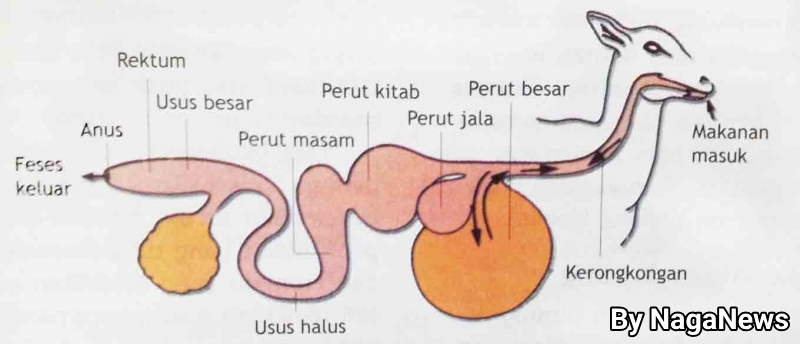 Rektum
Usus besar
Anus
Feses
keluar
Perut masam
Perut kitab
Perut besar
Perut jala
Makanan
masuk
Kerongkongan
Usus halus
By NagaNews